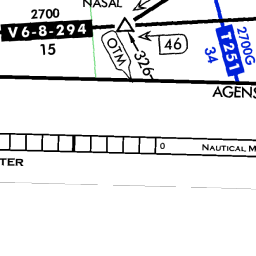 NASAL
2700
V6-8-294
15
OTM
326
46
2700G
T251
34
AGENS
0
NAUTICAL M
TER